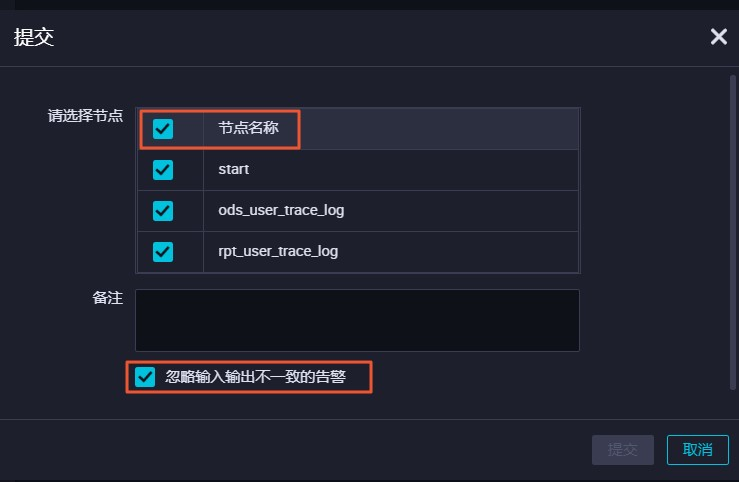 提交
请选择节点
节点名称
start
ods_user_trace_log
rpt_user_trace_log
备注
忽略输入输出不一致的告警
提交 取消